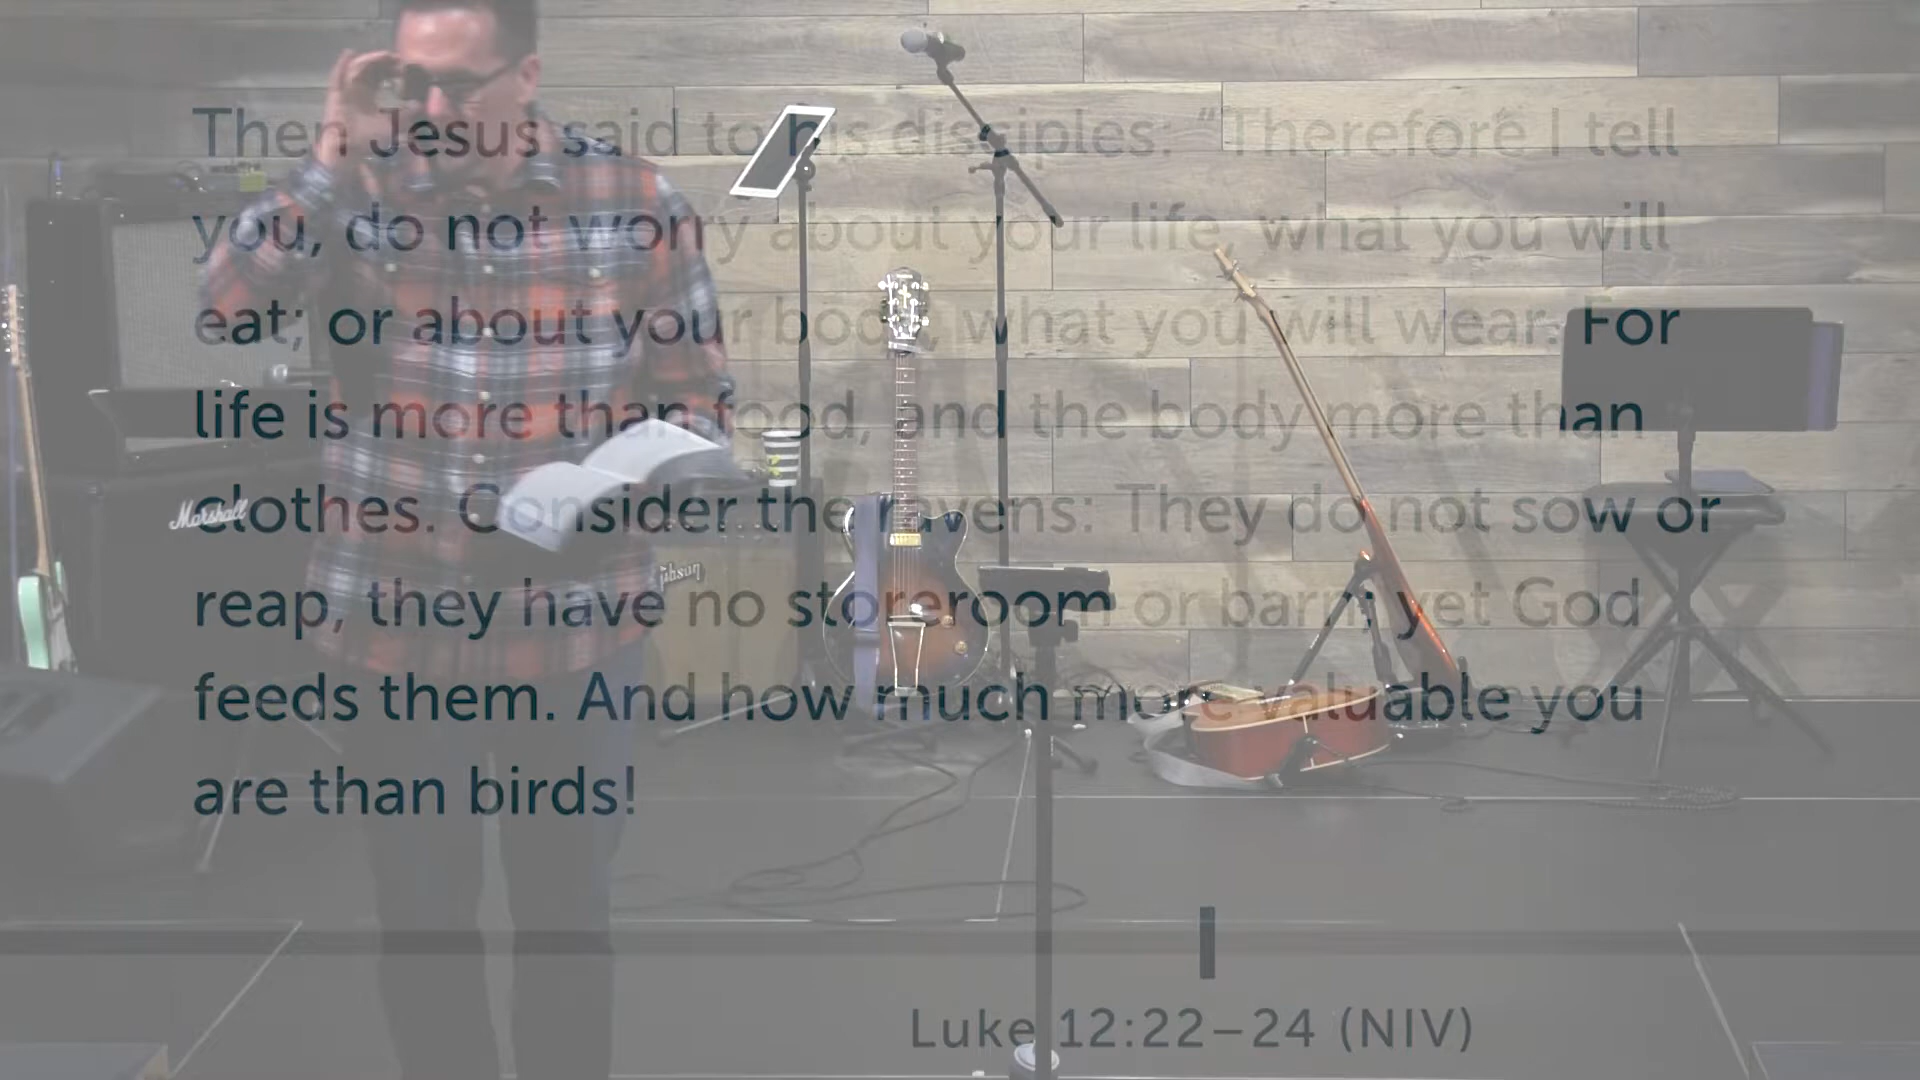 Then Jesus said to his disciples: “Therefore I tell
you, do not worry about your life, what you will
eat; or about your body, what you will wear. For
life is more than food, and the body more than
clothes. Consider the ravens: They do not sow or
reap, they have no storeroom or barn; yet God
feeds them. And how much more valuable you
are than birds!
Luke 12:22–24 (NIV)
Marshall
Gibson